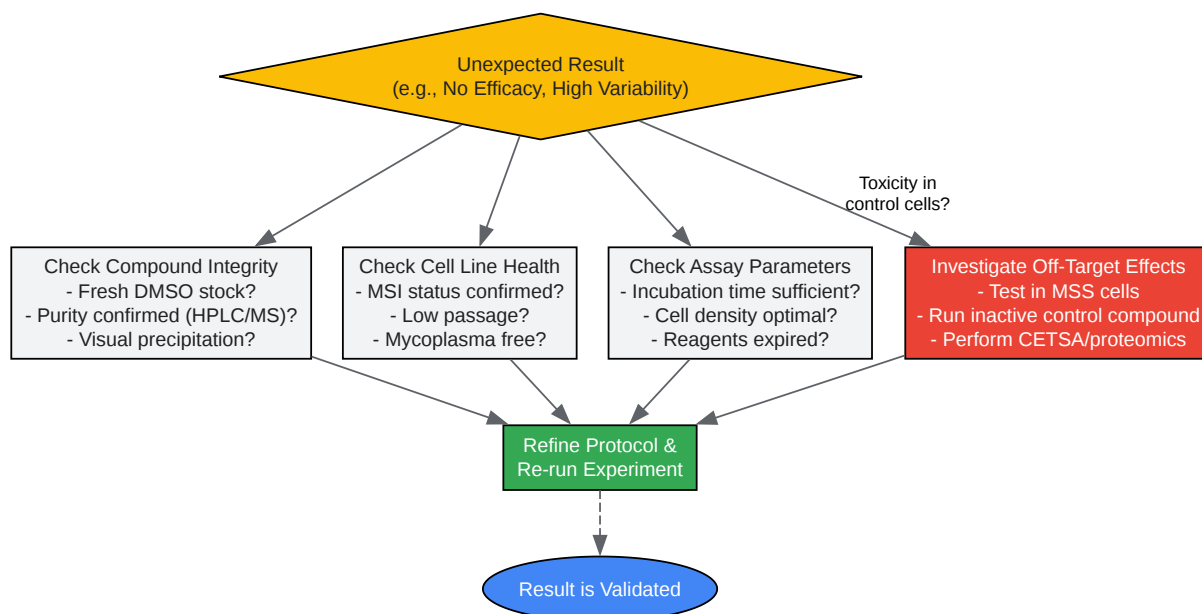 Unexpected Result
(e.g., No Efficacy, High Variability)
Toxicity in
control cells?
Check Compound Integrity
- Fresh DMSO stock?
- Purity confirmed (HPLC/MS)?
- Visual precipitation?
Check Cell Line Health
- MSI status confirmed?
- Low passage?
- Mycoplasma free?
Check Assay Parameters
- Incubation time sufficient?
- Cell density optimal?
- Reagents expired?
Investigate Off-Target Effects
- Test in MSS cells
- Run inactive control compound
- Perform CETSA/proteomics
Refine Protocol &
Re-run Experiment
Result is Validated